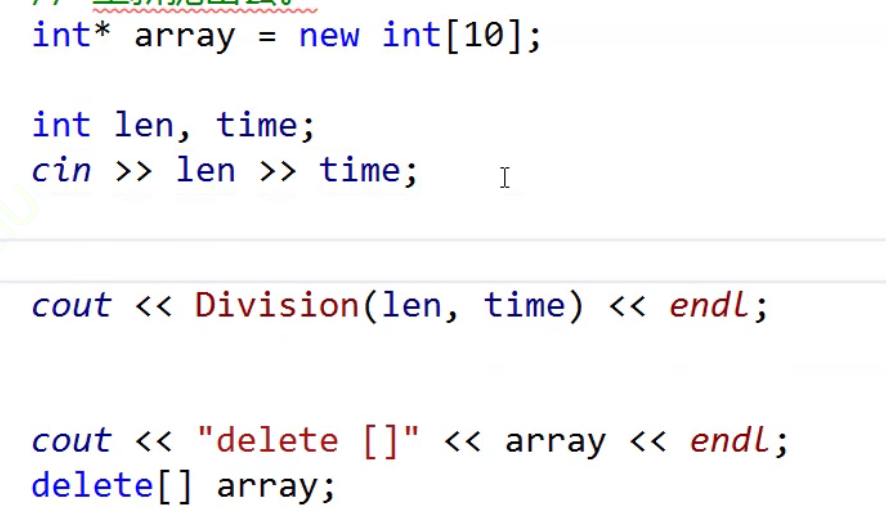 int* array = new int[10];
int len, time;
cin >> len >> time;
cout << Division(len, time) << endl;
cout << "delete []" << array << endl;
delete[] array;